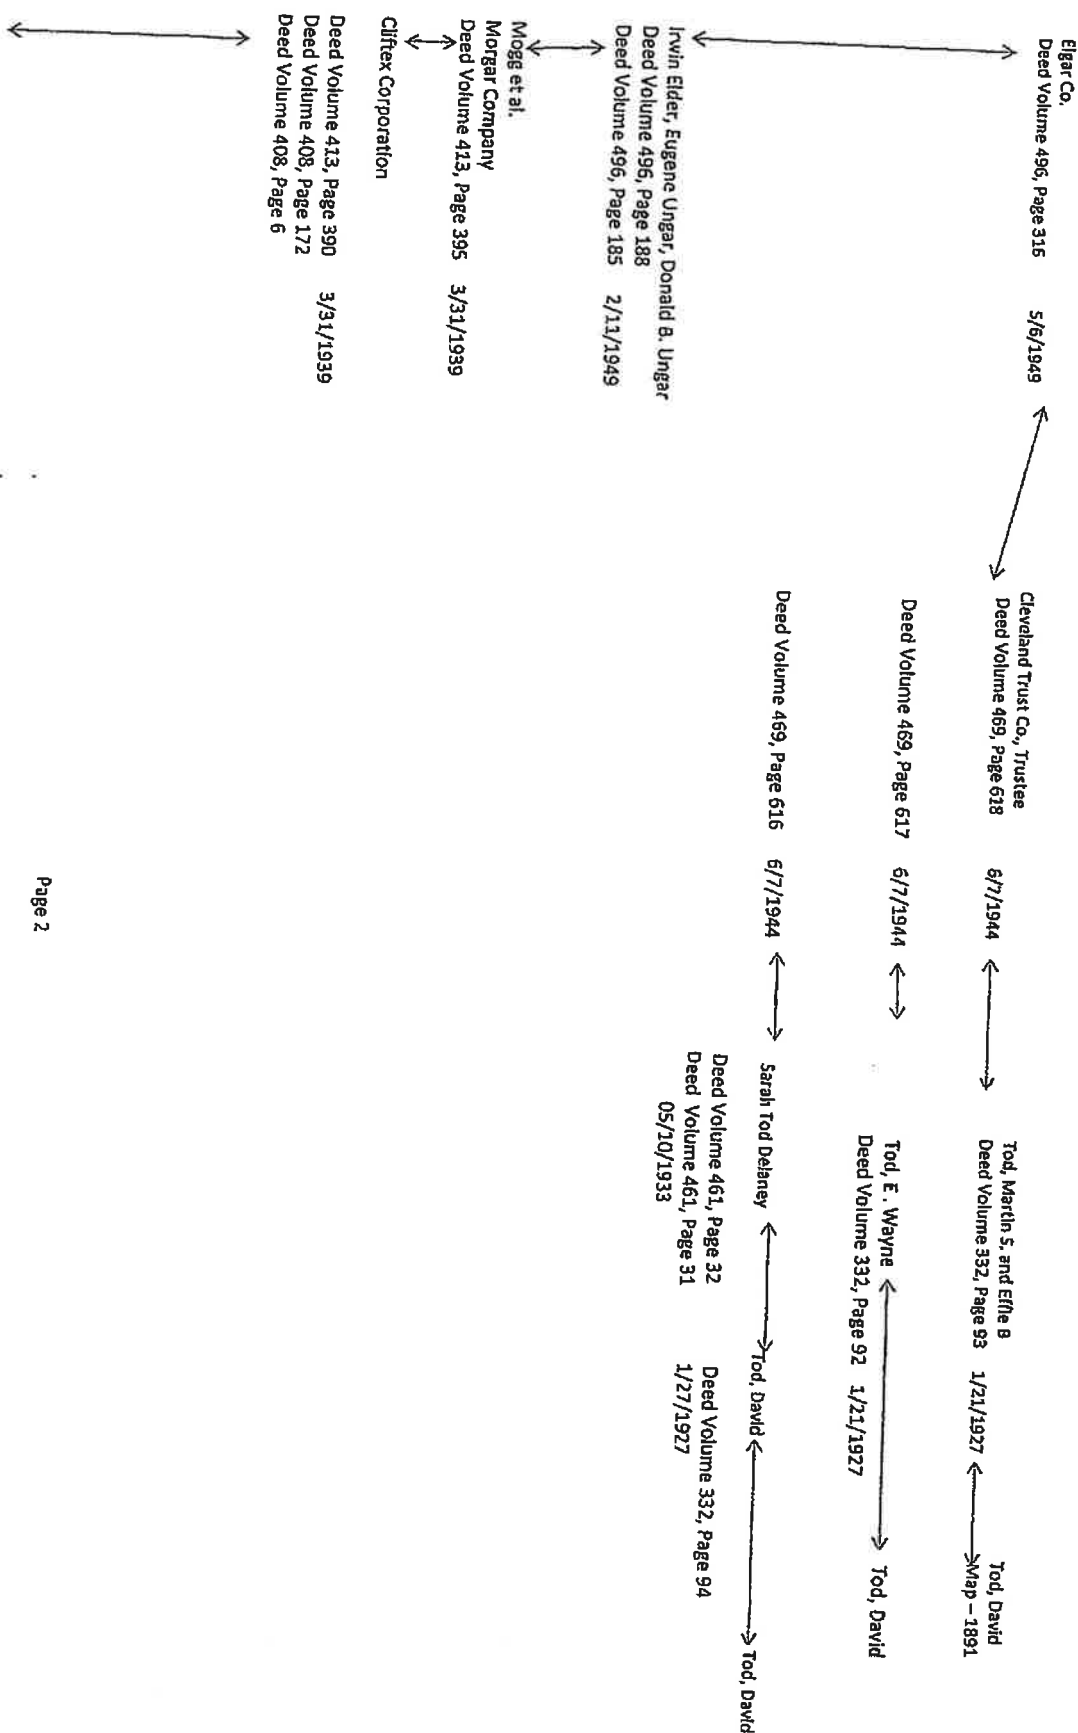 Elgar Co.
Deed Volume 496, Page 316 5/6/1949
Cleveland Trust Co., Trustee
Deed Volume 469, Page 618 6/7/1944
Tod, Martin S. and Effie B
Deed Volume 332, Page 93 1/21/1927
Tod, David
Map – 1891
Deed Volume 469, Page 617 6/7/1944
Tod, E. Wayne
Deed Volume 332, Page 92 1/21/1927
Tod, David
Deed Volume 469, Page 616 6/7/1944
Sarah Tod Delaney
Deed Volume 461, Page 32
Deed Volume 461, Page 31
05/10/1933
Tod, David
Deed Volume 332, Page 94
1/27/1927
Tod, David
Irwin Elder, Eugene Ungar, Donald B. Ungar
Deed Volume 496, Page 188
Deed Volume 496, Page 185 2/11/1949
Mogg et al.
Morgar Company
Deed Volume 413, Page 395 3/31/1939
Cliftex Corporation
Deed Volume 413, Page 390 3/31/1939
Deed Volume 408, Page 172
Deed Volume 408, Page 6
Page 2